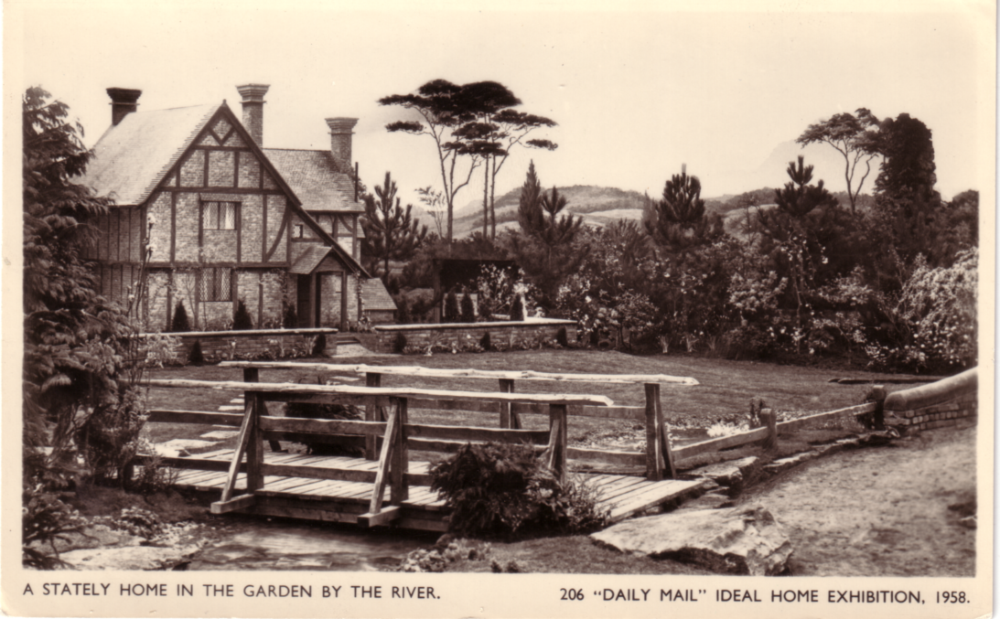 A STATELY HOME IN THE GARDEN BY THE RIVER.
206 "DAILY MAIL" IDEAL HOME EXHIBITION, 1958.